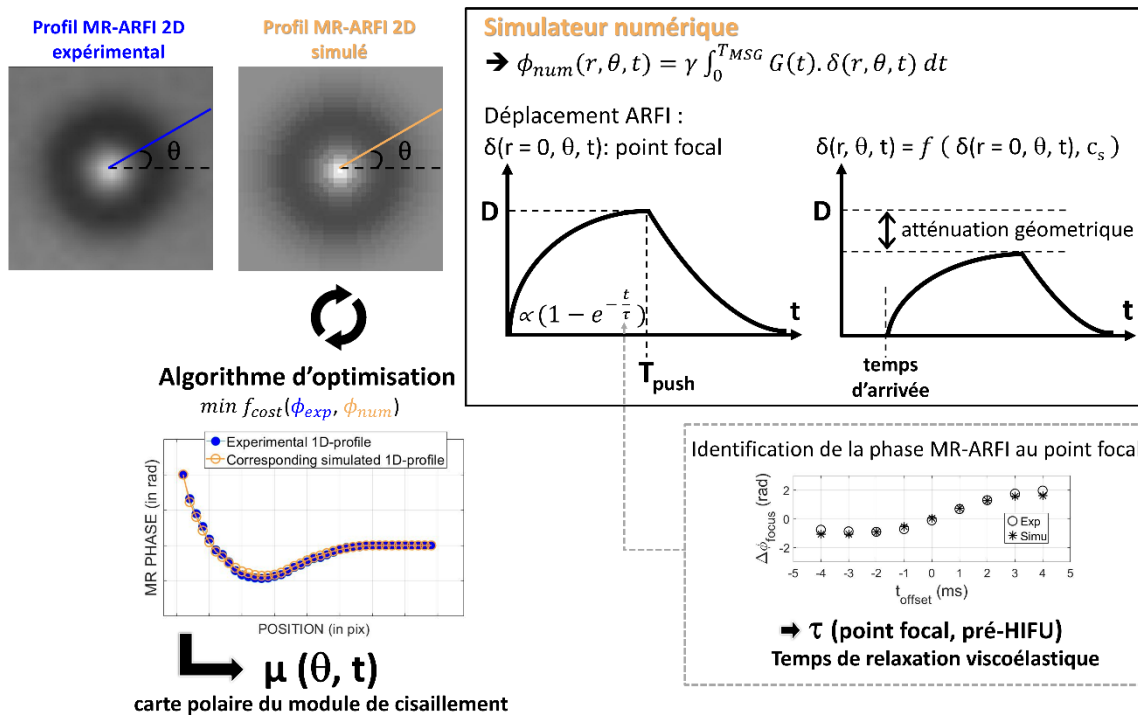 Profil MR-ARFI 2D
expérimental
θ
Profil MR-ARFI 2D
simulé
θ
Algorithme d’optimisation
min f_cost(ϕ_exp, ϕ_num)
Experimental 1D-profile
Corresponding simulated 1D-profile
MR PHASE (in rad)
POSITION (in pix)
μ (θ, t)
carte polaire du module de cisaillement
Simulateur numérique
➔ ϕ_num(r, θ, t) = γ ∫_0^{T_MSG} G(t). δ(r, θ, t) dt
Déplacement ARFI :
δ(r = 0, θ, t): point focal
D
∝(1 − e^{−t/τ})
t
T_push
δ(r, θ, t) = f ( δ(r = 0, θ, t), c_s )
D
atténuation géometrique
t
temps
d’arrivée
Identification de la phase MR-ARFI au point focal
Δϕ_focus (rad)
2
0
-2
Exp
Simu
-5 -4 -3 -2 -1 0 1 2 3 4 5
t_offset (ms)
➔ τ (point focal, pré-HIFU)
Temps de relaxation viscoélastique